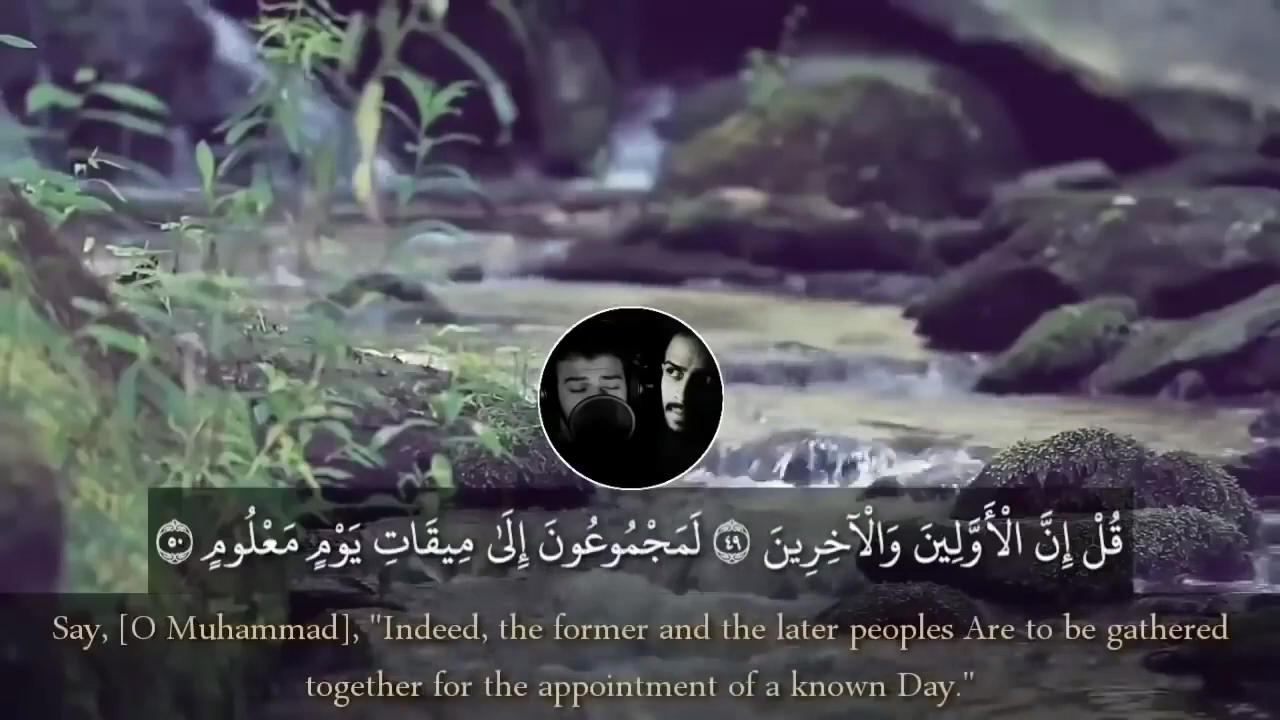 قُلْ إِنَّ الْأَوَّلِينَ وَالْآخِرِينَ ﴿٤٩﴾ لَمَجْمُوعُونَ إِلَىٰ مِيقَاتِ يَوْمٍ مَعْلُومٍ ﴿٥٠﴾
Say, [O Muhammad], "Indeed, the former and the later peoples Are to be gathered
together for the appointment of a known Day."